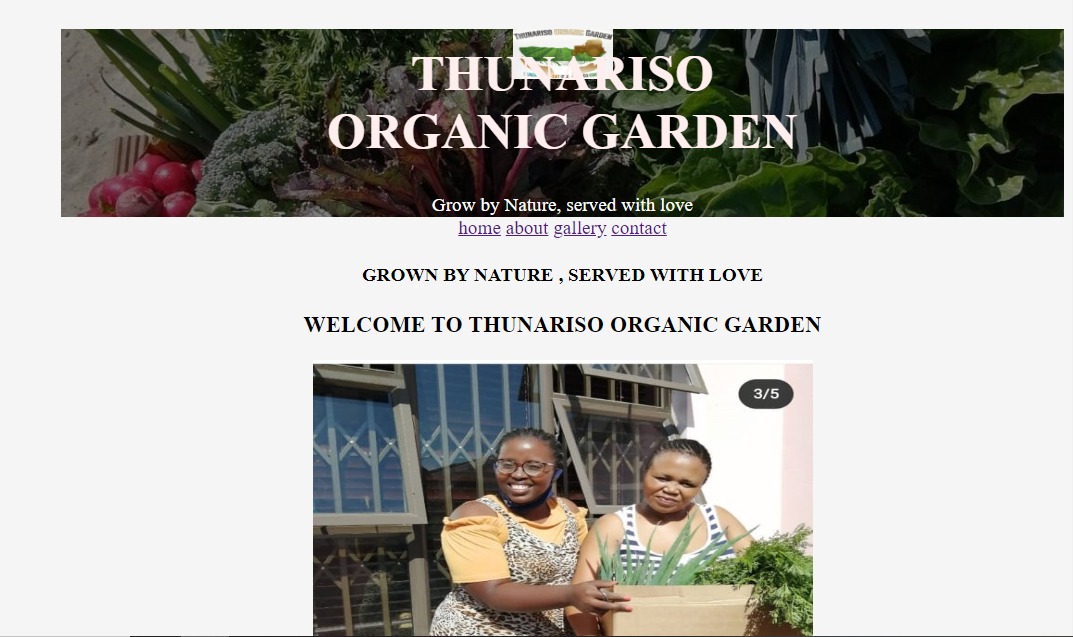 THUNARISO ORGANIC GARDEN
THUNARISO
ORGANIC GARDEN
Grow by Nature, served with love
home about gallery contact
GROWN BY NATURE , SERVED WITH LOVE
WELCOME TO THUNARISO ORGANIC GARDEN
3/5